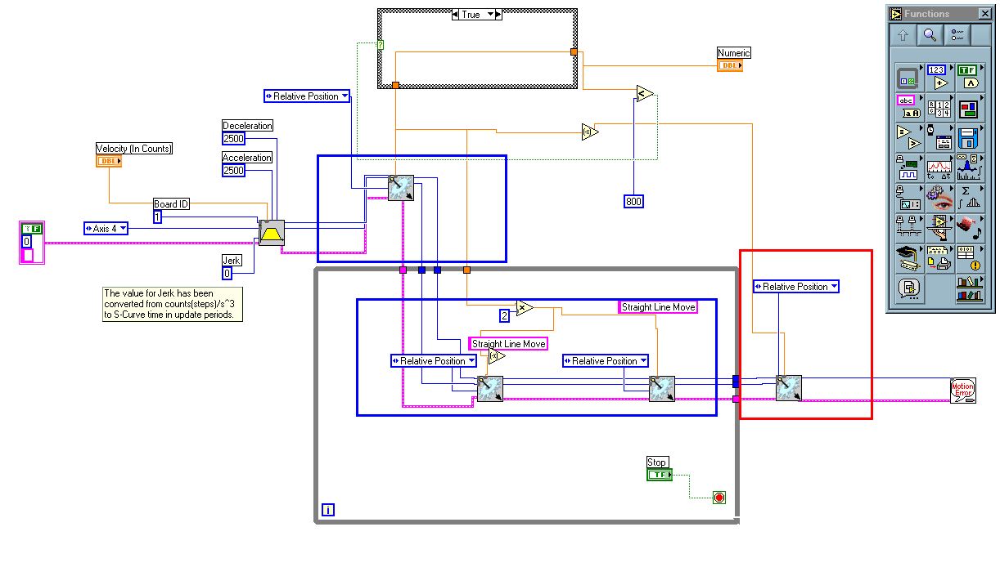 True
Functions
Numeric
DBL
Relative Position
Deceleration
2500
Velocity (In Counts)
DBL
Acceleration
2500
800
Board ID
1
Axis 4
T F
0
Jerk
0
The value for Jerk has been
converted from counts(steps)/s^3
to S-Curve time in update periods.
Relative Position
2
x
Straight Line Move
Straight Line Move
Relative Position
Relative Position
Motion
Error
Stop
TF
i
123
T F
abc
a A